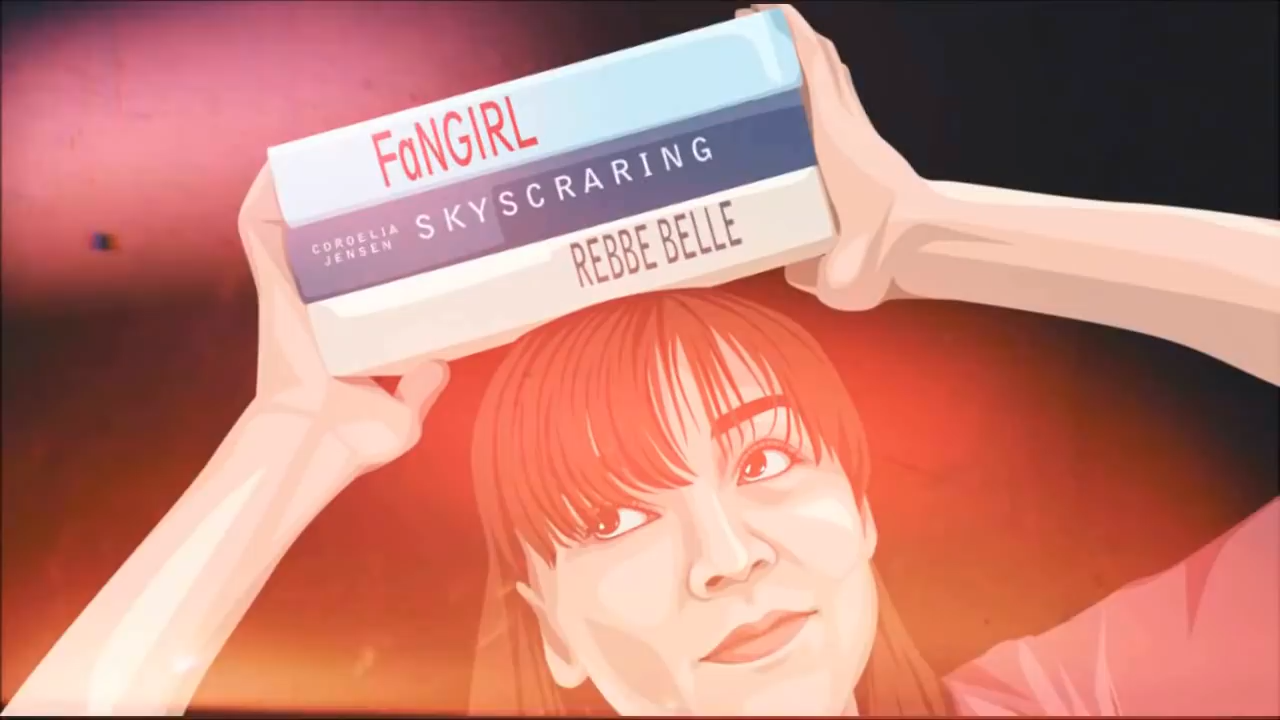 FaNGIRL
CORDELIA
JENSEN
SKYSCRARING
REBBE BELLE